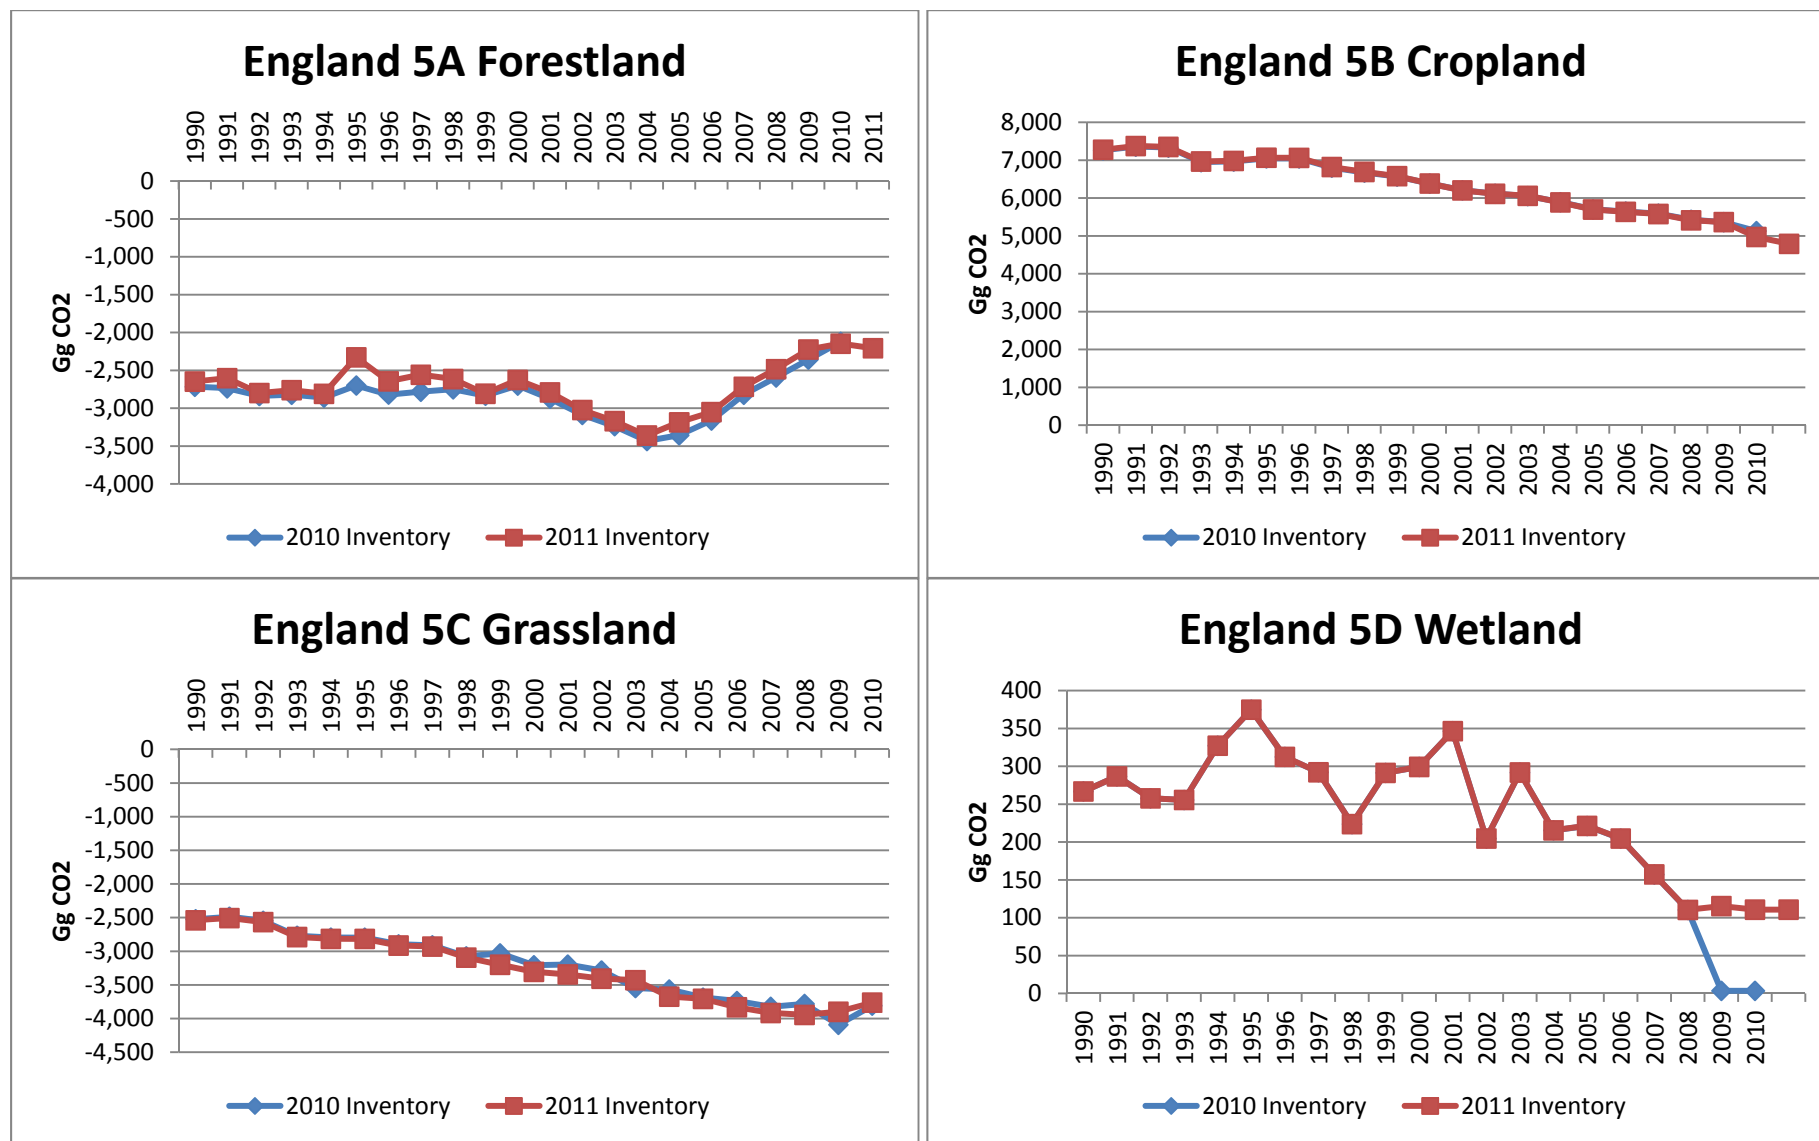 England 5A Forestland
1990 1991 1992 1993 1994 1995 1996 1997 1998 1999 2000 2001 2002 2003 2004 2005 2006 2007 2008 2009 2010 2011
0
-500
-1,000
-1,500
-2,000
-2,500
-3,000
-3,500
-4,000
Gg CO2
2010 Inventory 2011 Inventory
England 5B Cropland
8,000
7,000
6,000
5,000
4,000
3,000
2,000
1,000
0
Gg CO2
1990 1991 1992 1993 1994 1995 1996 1997 1998 1999 2000 2001 2002 2003 2004 2005 2006 2007 2008 2009 2010
2010 Inventory 2011 Inventory
England 5C Grassland
1990 1991 1992 1993 1994 1995 1996 1997 1998 1999 2000 2001 2002 2003 2004 2005 2006 2007 2008 2009 2010
0
-500
-1,000
-1,500
-2,000
-2,500
-3,000
-3,500
-4,000
-4,500
Gg CO2
2010 Inventory 2011 Inventory
England 5D Wetland
400
350
300
250
200
150
100
50
0
Gg CO2
1990 1991 1992 1993 1994 1995 1996 1997 1998 1999 2000 2001 2002 2003 2004 2005 2006 2007 2008 2009 2010
2010 Inventory 2011 Inventory